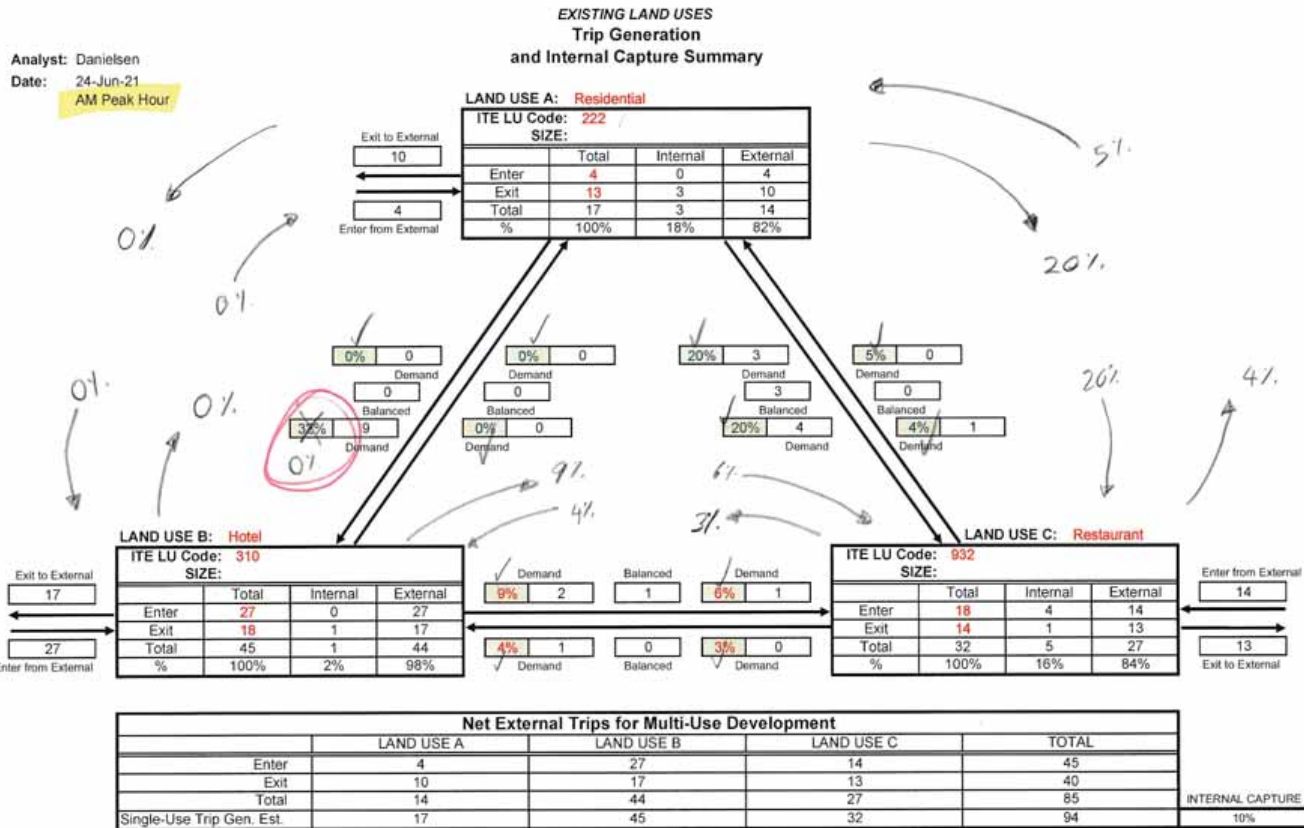 EXISTING LAND USES
Trip Generation
and Internal Capture Summary
Analyst: Danielsen
Date: 24-Jun-21
AM Peak Hour
LAND USE A: Residential
ITE LU Code: 222
SIZE:
Total Internal External
Enter 4 0 4
Exit 13 3 10
Total 17 3 14
% 100% 18% 82%
Exit to External
10
4
Enter from External
5%
20%
0%
0%
0% 0
Demand
0
Balanced
33% 9
Demand
0%
0% 0
Demand
0
Balanced
0% 0
Demand
20% 3
Demand
3
Balanced
20% 4
Demand
5% 0
Demand
0
Balanced
4% 1
Demand
0%
0%
9%
4%
6%
3%
20%
4%
LAND USE B: Hotel
ITE LU Code: 310
SIZE:
Total Internal External
Enter 27 0 27
Exit 18 1 17
Total 45 1 44
% 100% 2% 98%
Exit to External
17
27
Enter from External
Demand Balanced Demand
9% 2 1 6% 1
4% 1 0 3% 0
Demand Balanced Demand
LAND USE C: Restaurant
ITE LU Code: 932
SIZE:
Total Internal External
Enter 18 4 14
Exit 14 1 13
Total 32 5 27
% 100% 16% 84%
Enter from External
14
13
Exit to External
Net External Trips for Multi-Use Development
LAND USE A LAND USE B LAND USE C TOTAL
Enter 4 27 14 45
Exit 10 17 13 40
Total 14 44 27 85
Single-Use Trip Gen. Est. 17 45 32 94
INTERNAL CAPTURE
10%